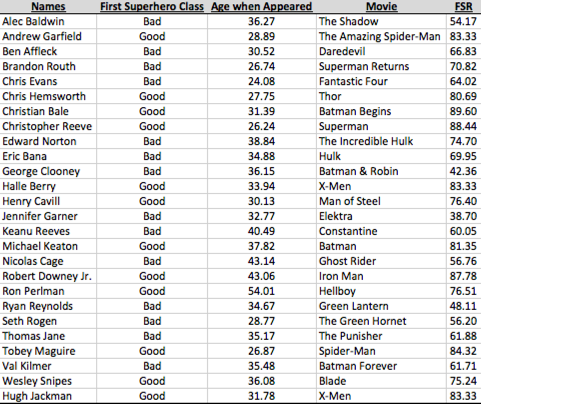 Names First Superhero Class Age when Appeared Movie FSR
Alec Baldwin Bad 36.27 The Shadow 54.17
Andrew Garfield Good 28.89 The Amazing Spider-Man 83.33
Ben Affleck Bad 30.52 Daredevil 66.83
Brandon Routh Bad 26.74 Superman Returns 70.82
Chris Evans Bad 24.08 Fantastic Four 64.02
Chris Hemsworth Good 27.75 Thor 80.69
Christian Bale Good 31.39 Batman Begins 89.60
Christopher Reeve Good 26.24 Superman 88.44
Edward Norton Bad 38.84 The Incredible Hulk 74.70
Eric Bana Bad 34.88 Hulk 69.95
George Clooney Bad 36.15 Batman & Robin 42.36
Halle Berry Good 33.94 X-Men 83.33
Henry Cavill Good 30.13 Man of Steel 76.40
Jennifer Garner Bad 32.77 Elektra 38.70
Keanu Reeves Bad 40.49 Constantine 60.05
Michael Keaton Good 37.82 Batman 81.35
Nicolas Cage Bad 43.14 Ghost Rider 56.76
Robert Downey Jr. Good 43.06 Iron Man 87.78
Ron Perlman Good 54.01 Hellboy 76.51
Ryan Reynolds Bad 34.67 Green Lantern 48.11
Seth Rogen Bad 28.77 The Green Hornet 56.20
Thomas Jane Bad 35.17 The Punisher 61.88
Tobey Maguire Good 26.87 Spider-Man 84.32
Val Kilmer Bad 35.48 Batman Forever 61.71
Wesley Snipes Good 36.08 Blade 75.24
Hugh Jackman Good 31.78 X-Men 83.33